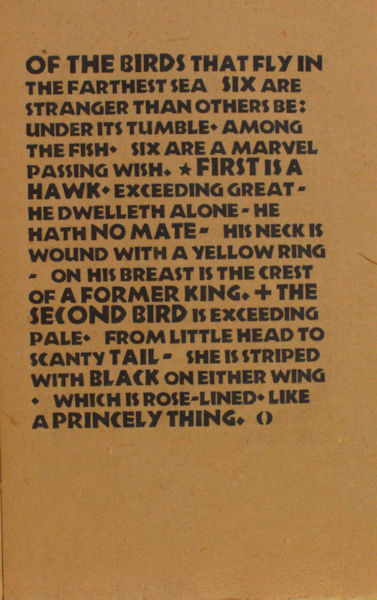 OF THE BIRDS THAT FLY IN
THE FARTHEST SEA SIX ARE
STRANGER THAN OTHERS BE:
UNDER ITS TUMBLE· AMONG
THE FISH· SIX ARE A MARVEL
PASSING WISH. ★ FIRST IS A
HAWK· EXCEEDING GREAT-
HE DWELLETH ALONE- HE
HATH NO MATE- HIS NECK IS
WOUND WITH A YELLOW RING
- ON HIS BREAST IS THE CREST
OF A FORMER KING. + THE
SECOND BIRD IS EXCEEDING
PALE· FROM LITTLE HEAD TO
SCANTY TAIL- SHE IS STRIPED
WITH BLACK ON EITHER WING
· WHICH IS ROSE-LINED· LIKE
A PRINCELY THING. ()